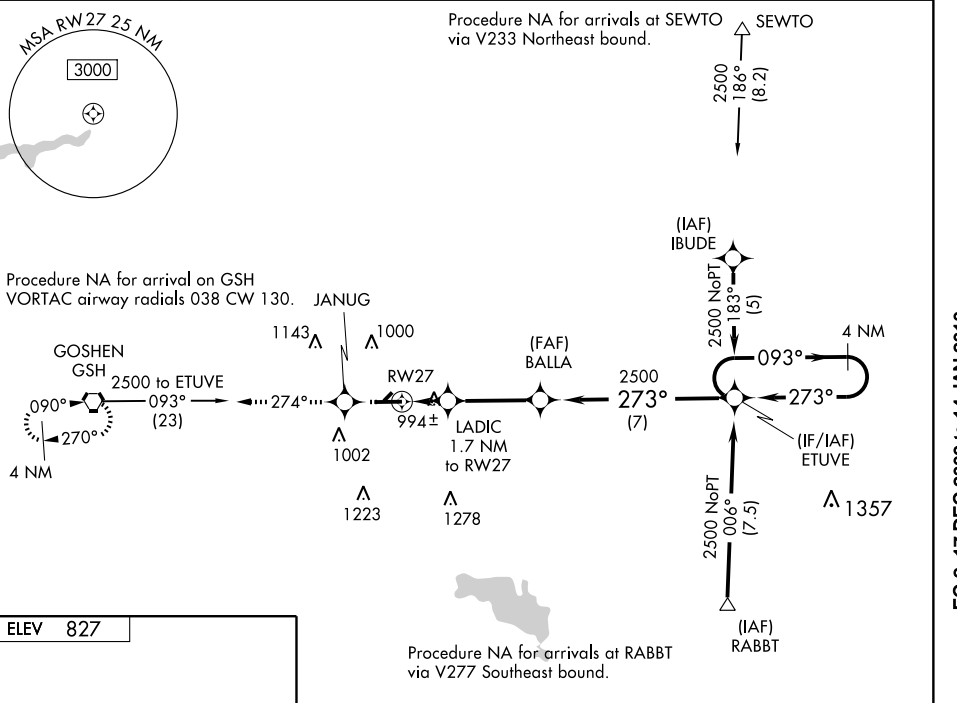 MSA RW27 25 NM
3000
Procedure NA for arrivals at SEWTO
via V233 Northeast bound.
SEWTO
2500
186°
(8.2)
(IAF)
IBUDE
2500 NoPT
183°
(5)
Procedure NA for arrival on GSH
VORTAC airway radials 038 CW 130.
JANUG
1143
1000
GOSHEN
GSH
2500 to ETUVE
093°
(23)
090°
270°
4 NM
274°
RW27
994±
LADIC
1.7 NM
to RW27
(FAF)
BALLA
2500
273°
(7)
093°
4 NM
273°
(IF/IAF)
ETUVE
1002
1223
1278
1357
2500 NoPT
006°
(7.5)
(IAF)
RABBT
Procedure NA for arrivals at RABBT
via V277 Southeast bound.
ELEV 827